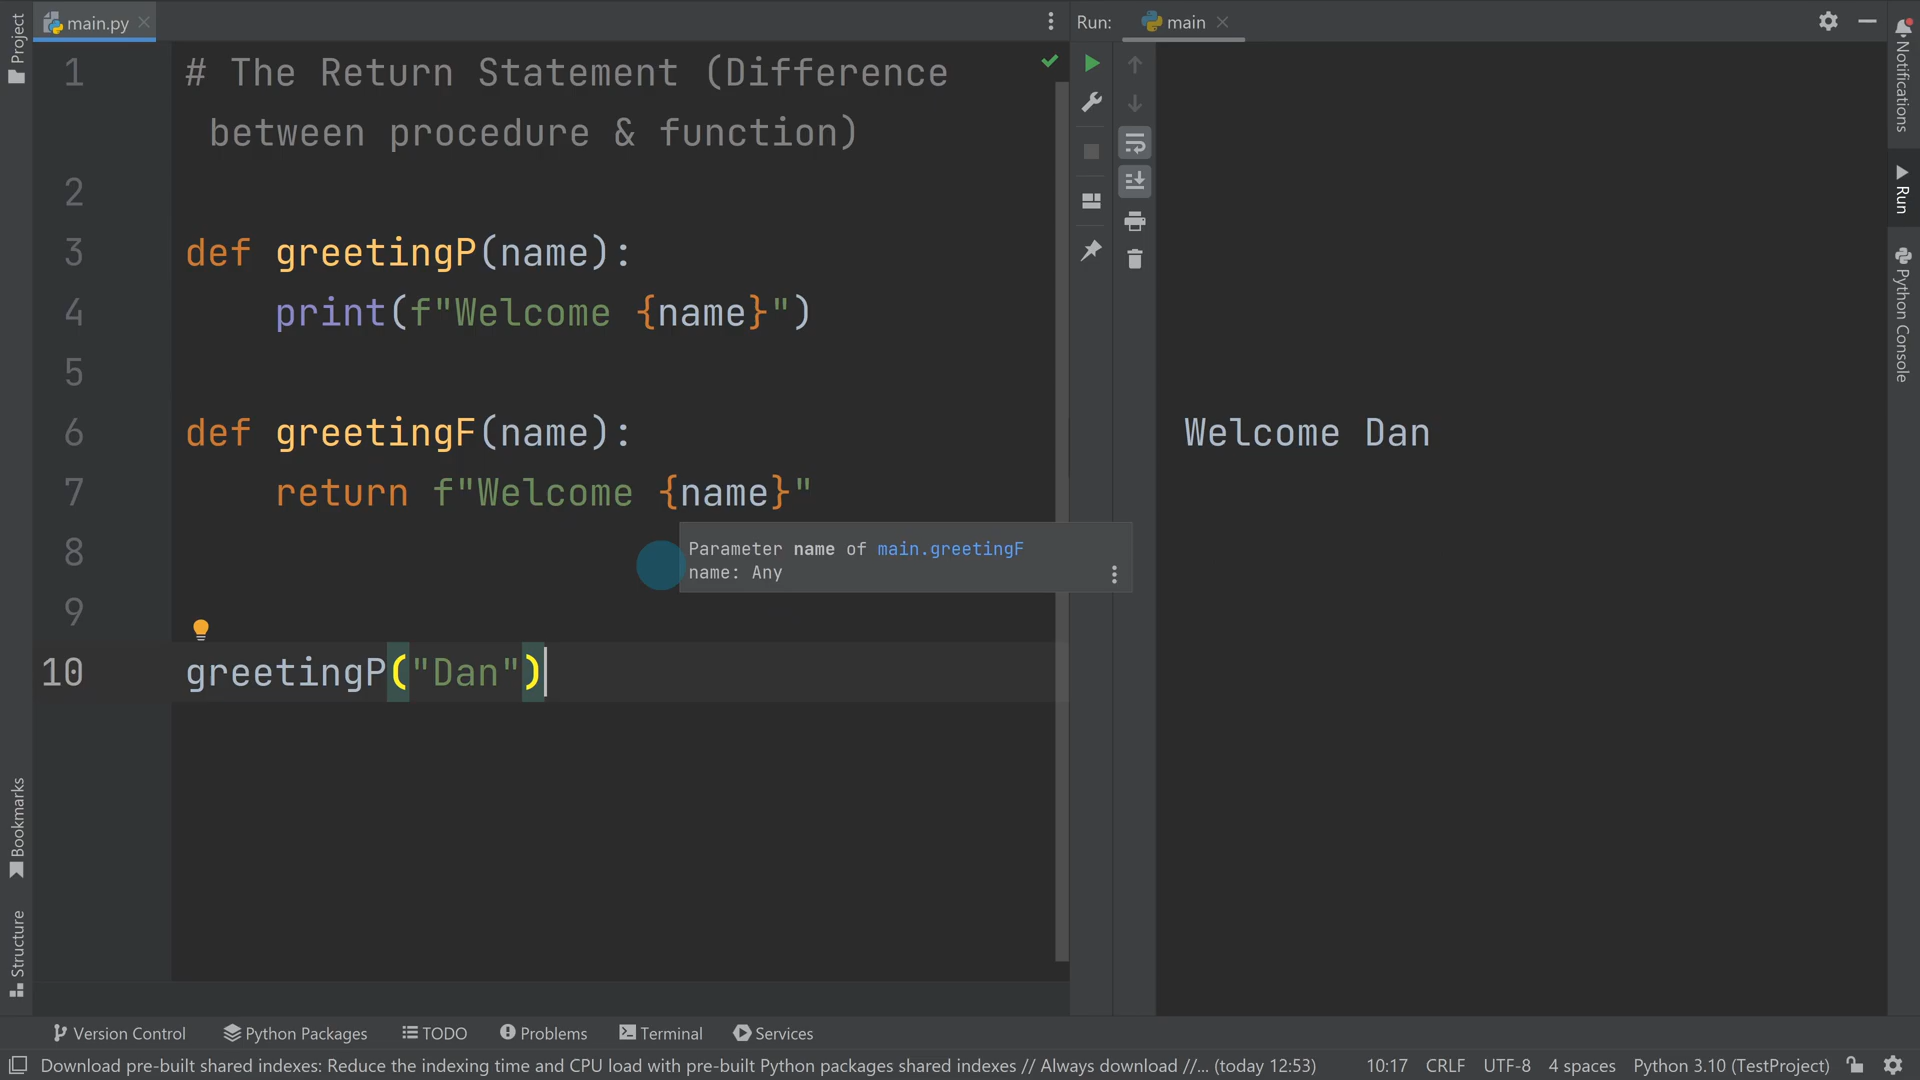 Project
main.py
Run:
main
1
# The Return Statement (Difference
between procedure & function)
2
3
def greetingP(name):
4
print(f"Welcome {name}")
5
6
def greetingF(name):
7
return f"Welcome {name}"
Parameter name of main.greetingF
name: Any
8
9
10
greetingP("Dan")
Welcome Dan
Notifications
Run
Python Console
Bookmarks
Structure
Version Control
Python Packages
TODO
Problems
Terminal
Services
Download pre-built shared indexes: Reduce the indexing time and CPU load with pre-built Python packages shared indexes // Always download //... (today 12:53)
10:17
CRLF
UTF-8
4 spaces
Python 3.10 (TestProject)